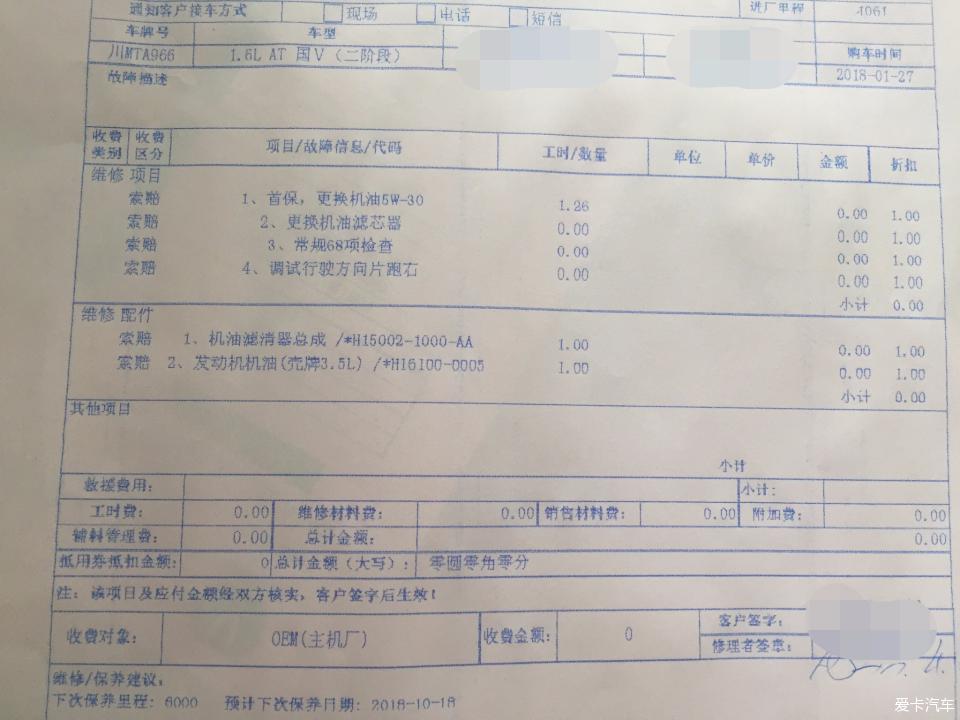 通知客户接车方式 现场 电话 短信 进厂里程 4061
车牌号 车型
川MTA966 1.6L AT 国V（二阶段） 购车时间
故障描述 2018-01-27
收费类别 收费区分 项目/故障信息/代码 工时/数量 单位 单价 金额 折扣
维修项目
索赔 1、首保，更换机油5W-30 1.26 0.00 1.00
索赔 2、更换机油滤芯器 0.00 0.00 1.00
索赔 3、常规68项检查 0.00 0.00 1.00
索赔 4、调试行驶方向片跑右 0.00 0.00 1.00
小计 0.00
维修配件
索赔 1、机油滤清器总成 /*H15002-1000-AA 1.00 0.00 1.00
索赔 2、发动机机油(壳牌3.5L) /*H16100-0005 1.00 0.00 1.00
小计 0.00
其他项目
小计
救援费用: 小计:
工时费: 0.00 维修材料费: 0.00 销售材料费: 0.00 附加费: 0.00
辅料管理费: 0.00 总计金额: 0.00
抵用券抵扣金额: 0 总计金额（大写）: 零圆零角零分
注: 该项目及应付金额经双方核实，客户签字后生效！
收费对象: OEM(主机厂) 收费金额: 0 客户签字:
修理者签章:
维修/保养建议:
下次保养里程: 6000 预计下次保养日期: 2018-10-18
爱卡汽车